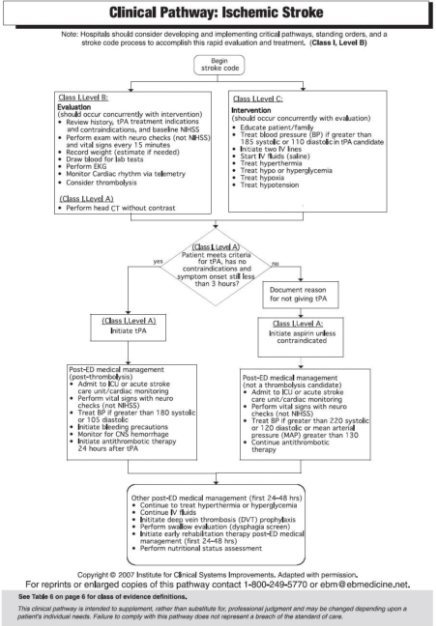 Clinical Pathway: Ischemic Stroke
Note: Hospitals should consider developing and implementing critical pathways, standing orders, and a
stroke code process to accomplish this rapid evaluation and treatment. (Class I, Level B)
Begin
stroke code
Class I,Level B:
Evaluation
(should occur concurrently with intervention)
• Review history, tPA treatment indications
and contraindications, and baseline NIHSS
• Perform exam with neuro checks (not NIHSS)
and vital signs every 15 minutes
• Record weight (estimate if needed)
• Draw blood for lab tests
• Perform EKG
• Monitor Cardiac rhythm via telemetry
• Consider thrombolysis
(Class I,Level A)
• Perform head CT without contrast
Class I,Level C:
Intervention
(should occur concurrently with evaluation)
• Educate patient/family
• Treat blood pressure (BP) if greater than
185 systolic or 110 diastolic in tPA candidate
• Initiate two IV lines
• Start IV fluids (saline)
• Treat hyperthermia
• Treat hypo or hyperglycemia
• Treat hypoxia
• Treat hypotension
(Class I, Level A)
Patient meets criteria
for tPA, has no
contraindications and
symptom onset still less
than 3 hours?
yes
no
Document reason
for not giving tPA
(Class I,Level A)
Initiate tPA
Class I,Level A:
Initiate aspirin unless
contraindicated
Post-ED medical management
(post-thrombolysis)
• Admit to ICU or acute stroke
care unit/cardiac monitoring
• Perform vital signs with neuro
checks (not NIHSS)
• Treat BP if greater than 180 systolic
or 105 diastolic
• Initiate bleeding precautions
• Monitor for CNS hemorrhage
• Initiate antithrombotic therapy
24 hours after tPA
Post-ED medical management
(not a thrombolysis candidate)
• Admit to ICU or acute stroke
care unit/cardiac monitoring
• Perform vital signs with neuro
checks (not NIHSS)
• Treat BP if greater than 220 systolic
or 120 diastolic or mean arterial
pressure (MAP) greater than 130
• Continue antithrombotic
therapy
Other post-ED medical management (first 24-48 hrs)
• Continue to treat hyperthermia or hyperglycemia
• Continue IV fluids
• Inititate deep vein thrombosis (DVT) prophylaxis
• Perform swallow evaluation (dysphagia screen)
• Initiate early rehabilitation therapy post-ED medical
management (first 24-48 hrs)
• Perform nutritional status assessment
Copyright © 2007 Institute for Clinical Systems Improvements. Adapted with permission.
For reprints or enlarged copies of this pathway contact 1-800-249-5770 or ebm@ebmedicine.net.
See Table 6 on page 6 for class of evidence definitions.
This clinical pathway is intended to supplement, rather than substitute for, professional judgment and may be changed depending upon a
patient's individual needs. Failure to comply with this pathway does not represent a breach of the standard of care.